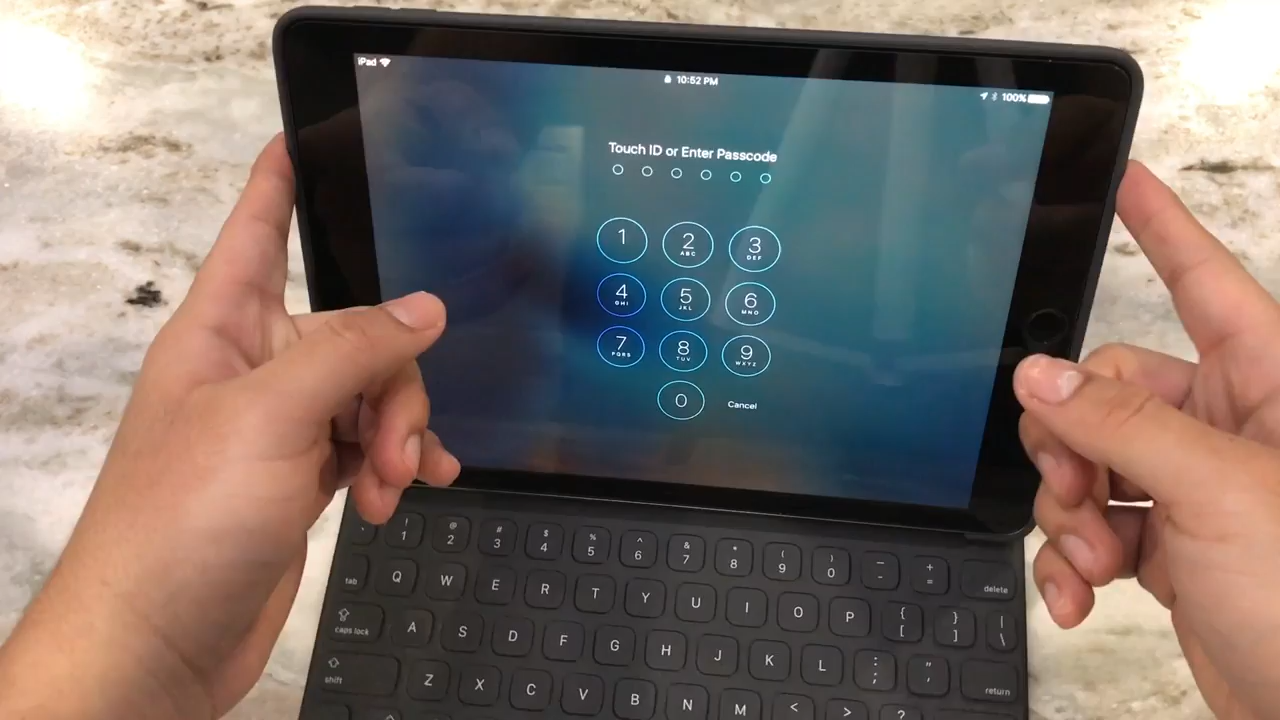 iPad
10:52 PM
100%
Touch ID or Enter Passcode
1 2 3
ABC DEF
4 5 6
GHI JKL MNO
7 8 9
PQRS TUV WXYZ
0 Cancel
! @ # $ % ^ & * ( ) – +
1 2 3 4 5 6 7 8 9 0 - =
delete
tab Q W E R T Y U I O P { } |
[ ] \
caps lock A S D F G H J K L : "
; '
return
shift Z X C V B N M < > ?